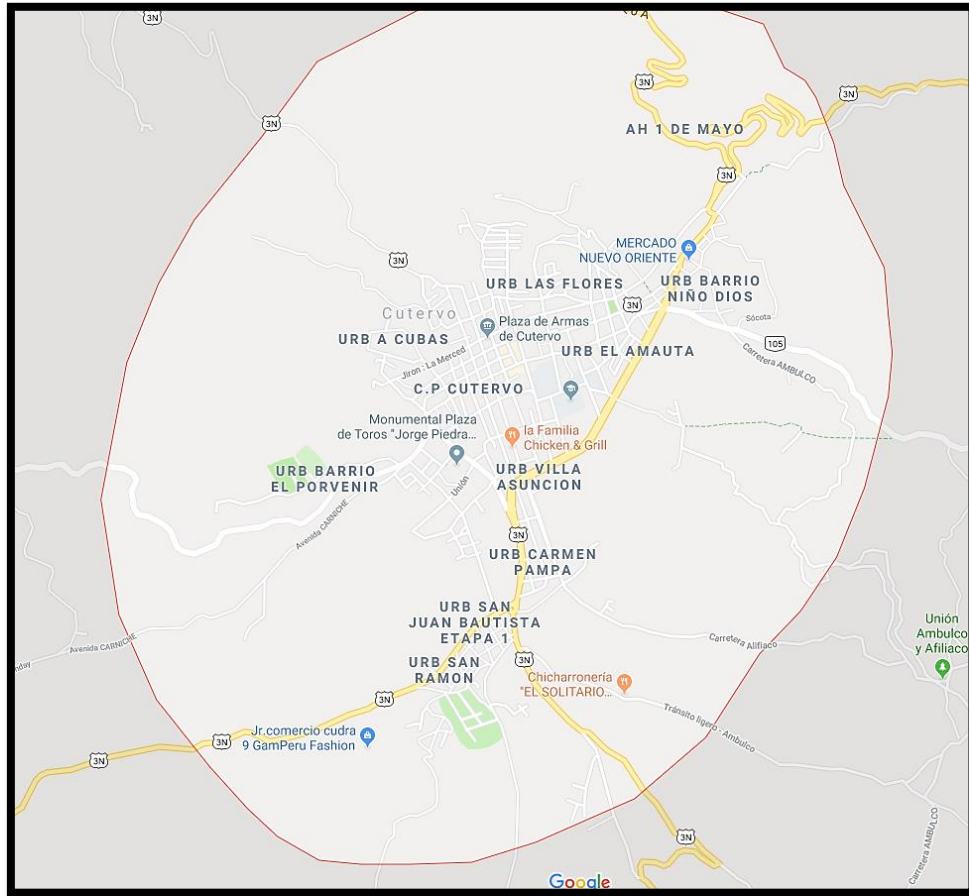 3N
3N
3N
3N
AH 1 DE MAYO
3N
MERCADO
NUEVO ORIENTE
3N
URB LAS FLORES
URB BARRIO
NIÑO DIOS
3N
Cutervo
Plaza de Armas
de Cutervo
Sócota
URB A CUBAS
URB EL AMAUTA
105
Jiron - La Merced
Carretera AMBULCO
C.P CUTERVO
Monumental Plaza
de Toros "Jorge Piedra...
la Familia
Chicken & Grill
URB BARRIO
EL PORVENIR
Unión
URB VILLA
ASUNCION
Avenida CARNICHE
3N
URB CARMEN
PAMPA
URB SAN
JUAN BAUTISTA
ETAPA 1
Unión
Ambulco
y Afiliaco
Avenida CARNICHE
Carretera Alifiaco
URB SAN
RAMON
3N
Chicharronería
"EL SOLITARIO...
3N
Tránsito ligero - Ambulco
Jr.comercio cudra
9 GamPeru Fashion
3N
3N
3N
Carretera AMBULCO
Google